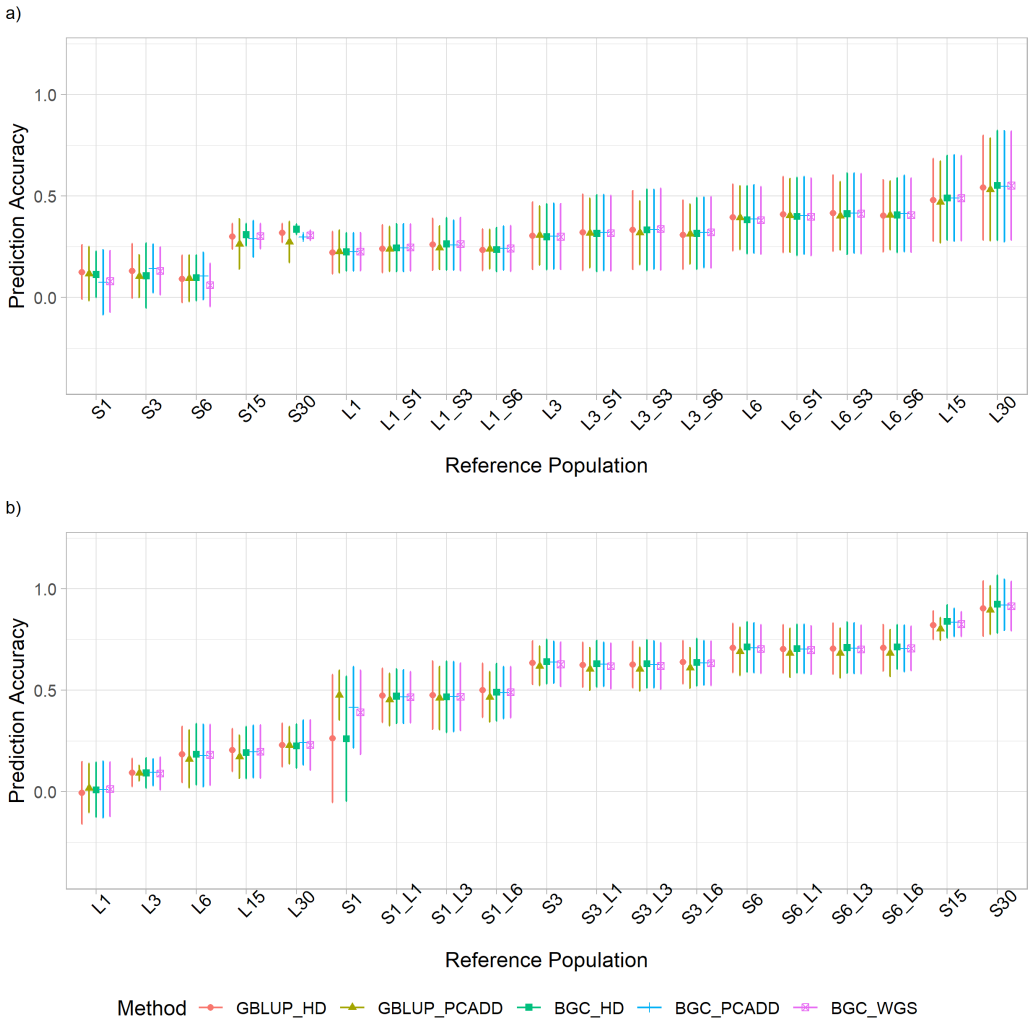 a)
1.0
0.5
0.0
Prediction Accuracy
S1 S3 S6 S15 S30 L1 L1_S1 L1_S3 L1_S6 L3 L3_S1 L3_S3 L3_S6 L6 L6_S1 L6_S3 L6_S6 L15 L30
Reference Population
b)
1.0
0.5
0.0
Prediction Accuracy
L1 L3 L6 L15 L30 S1 S1_L1 S1_L3 S1_L6 S3 S3_L1 S3_L3 S3_L6 S6 S6_L1 S6_L3 S6_L6 S15 S30
Reference Population
Method GBLUP_HD GBLUP_PCADD BGC_HD BGC_PCADD BGC_WGS